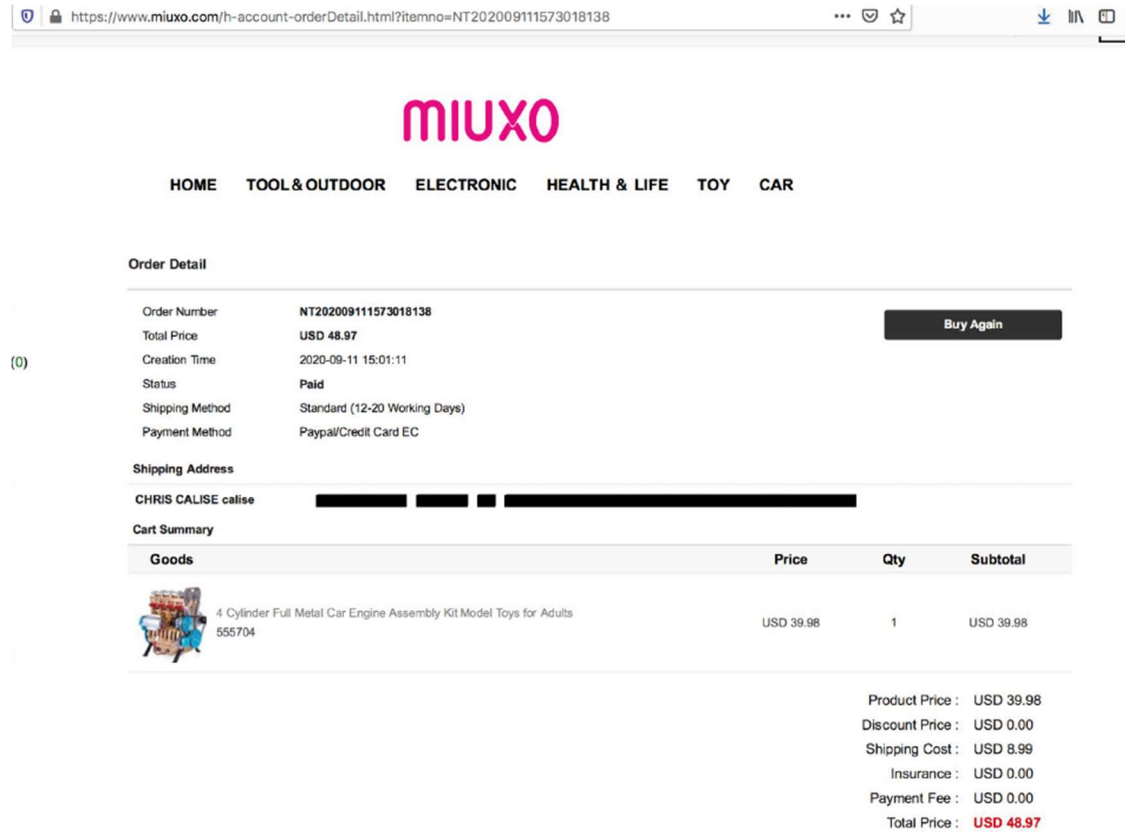 https://www.miuxo.com/h-account-orderDetail.html?itemno=NT202009111573018138
MIUXO
HOME TOOL & OUTDOOR ELECTRONIC HEALTH & LIFE TOY CAR
Order Detail
Order Number NT202009111573018138
Buy Again
Total Price USD 48.97
Creation Time 2020-09-11 15:01:11
(0)
Status Paid
Shipping Method Standard (12-20 Working Days)
Payment Method Paypal/Credit Card EC
Shipping Address
CHRIS CALISE calise
Cart Summary
Goods Price Qty Subtotal
4 Cylinder Full Metal Car Engine Assembly Kit Model Toys for Adults
555704
USD 39.98 1 USD 39.98
Product Price : USD 39.98
Discount Price : USD 0.00
Shipping Cost : USD 8.99
Insurance : USD 0.00
Payment Fee : USD 0.00
Total Price : USD 48.97